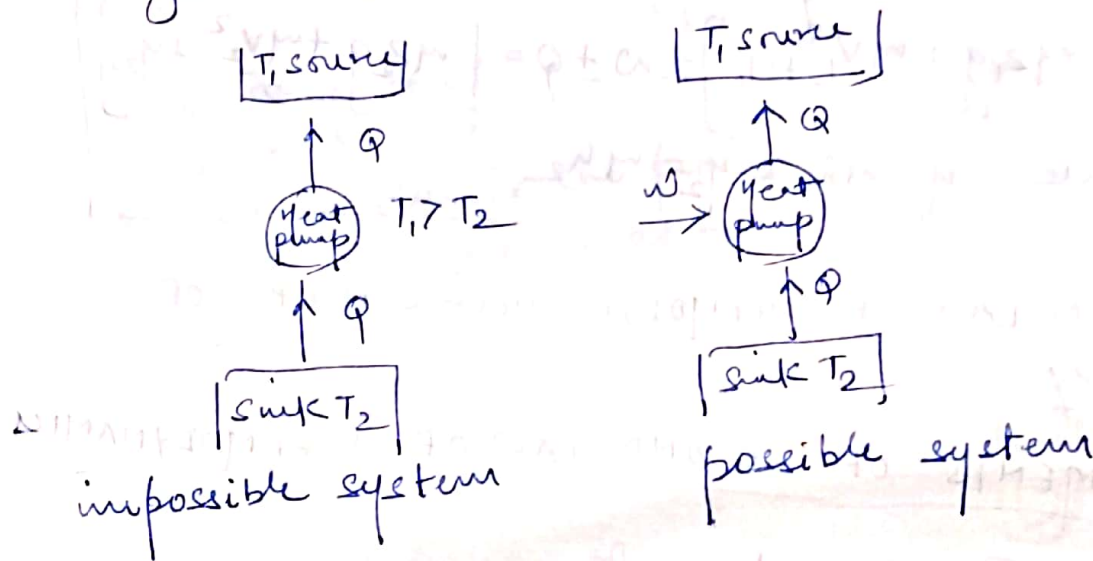 T₁ source
Q
Heat
pump
T₁ > T₂
Q
Sink T₂
impossible system
T₁ source
Q
W
Heat
pump
Q
Sink T₂
possible system